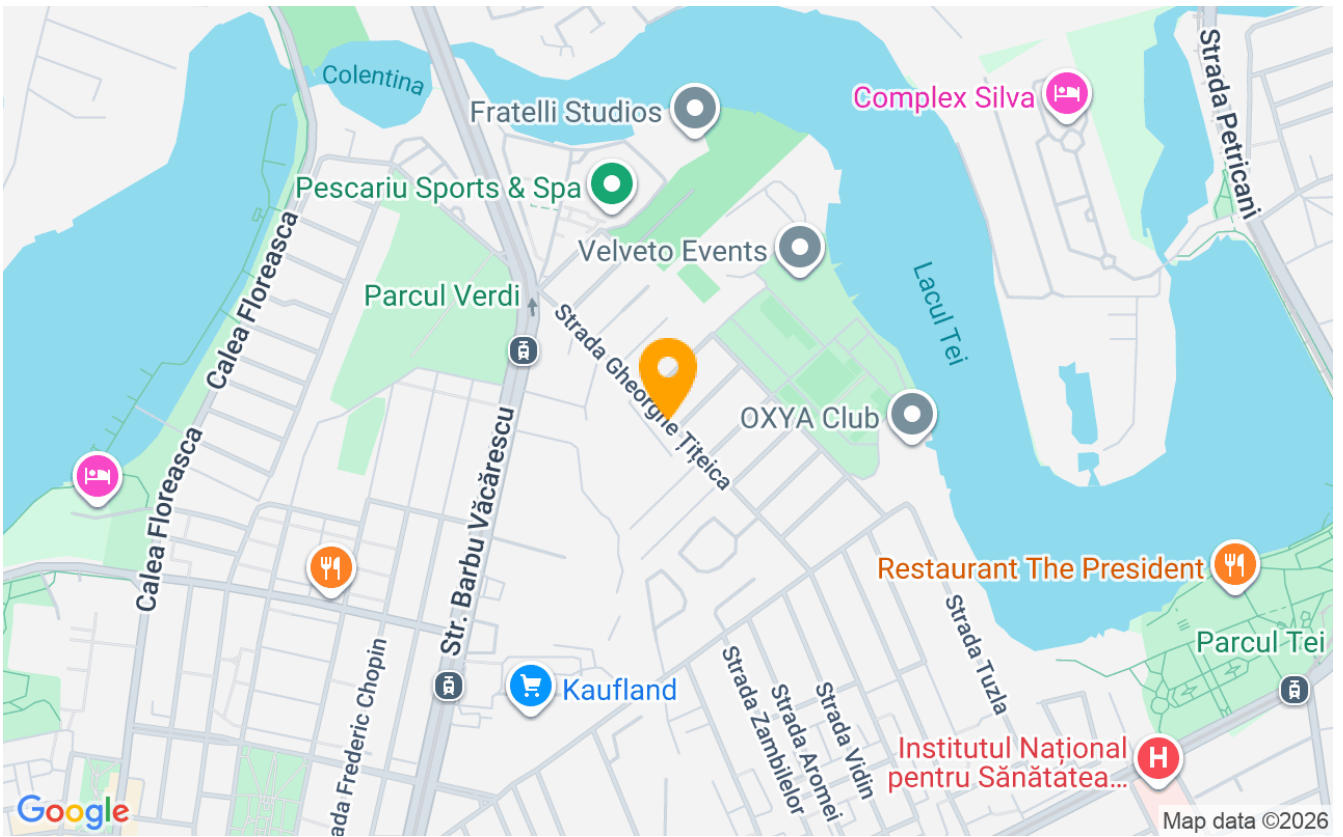 Colentina
Strada Petricani
Complex Silva
Fratelli Studios
Pescariu Sports & Spa
Calea Floreasca
Velveto Events
Lacul Tei
Parcul Verdi
Strada Gheorghe Țițeica
OXYA Club
Calea Floreasca
Str. Barbu Văcărescu
Restaurant The President
Strada Tuzla
Parcul Tei
Kaufland
Strada Zambilelor
Strada Aromei
Strada Vidin
ada Frederic Chopin
Institutul Național
pentru Sănătatea...
H
Google
Map data ©2026